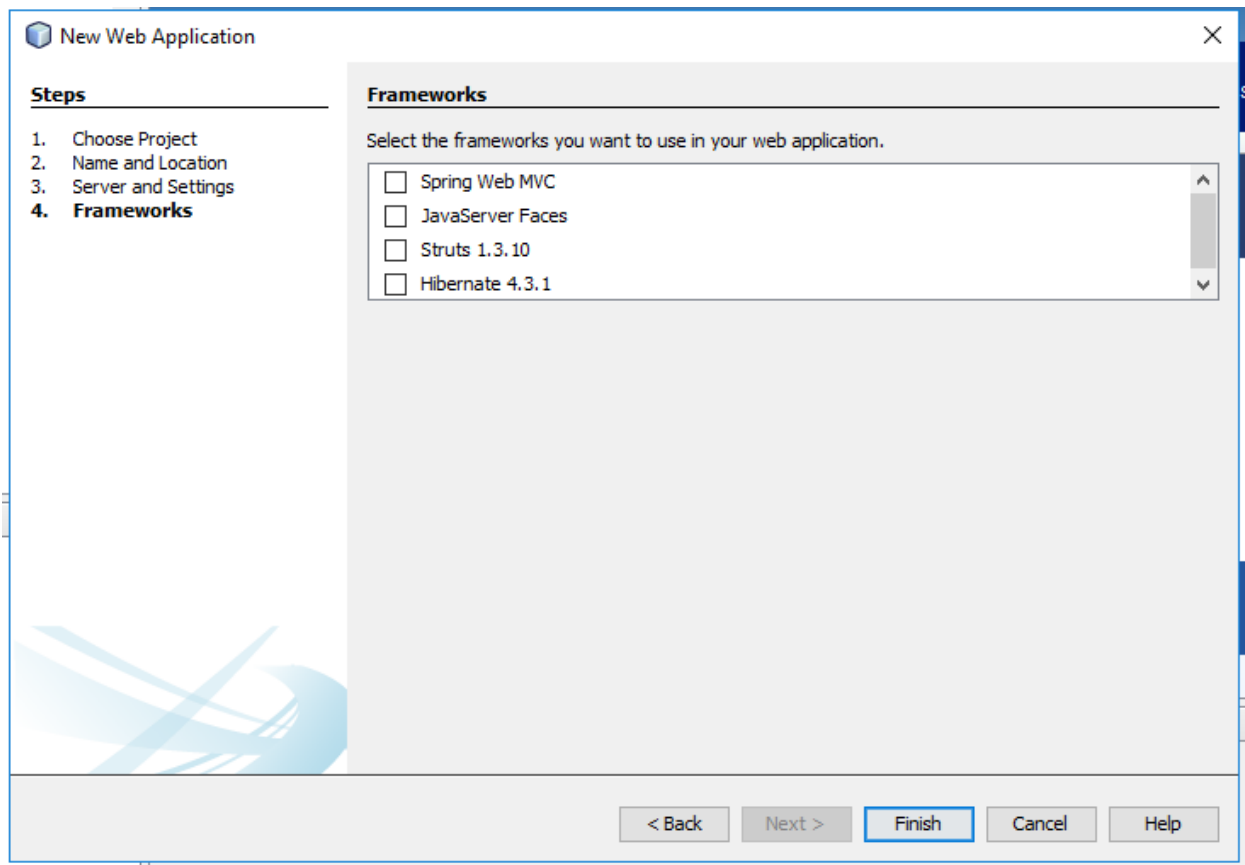 New Web Application
Steps
1. Choose Project
2. Name and Location
3. Server and Settings
4. Frameworks
Frameworks
Select the frameworks you want to use in your web application.
Spring Web MVC
JavaServer Faces
Struts 1.3.10
Hibernate 4.3.1
< Back
Next >
Finish
Cancel
Help